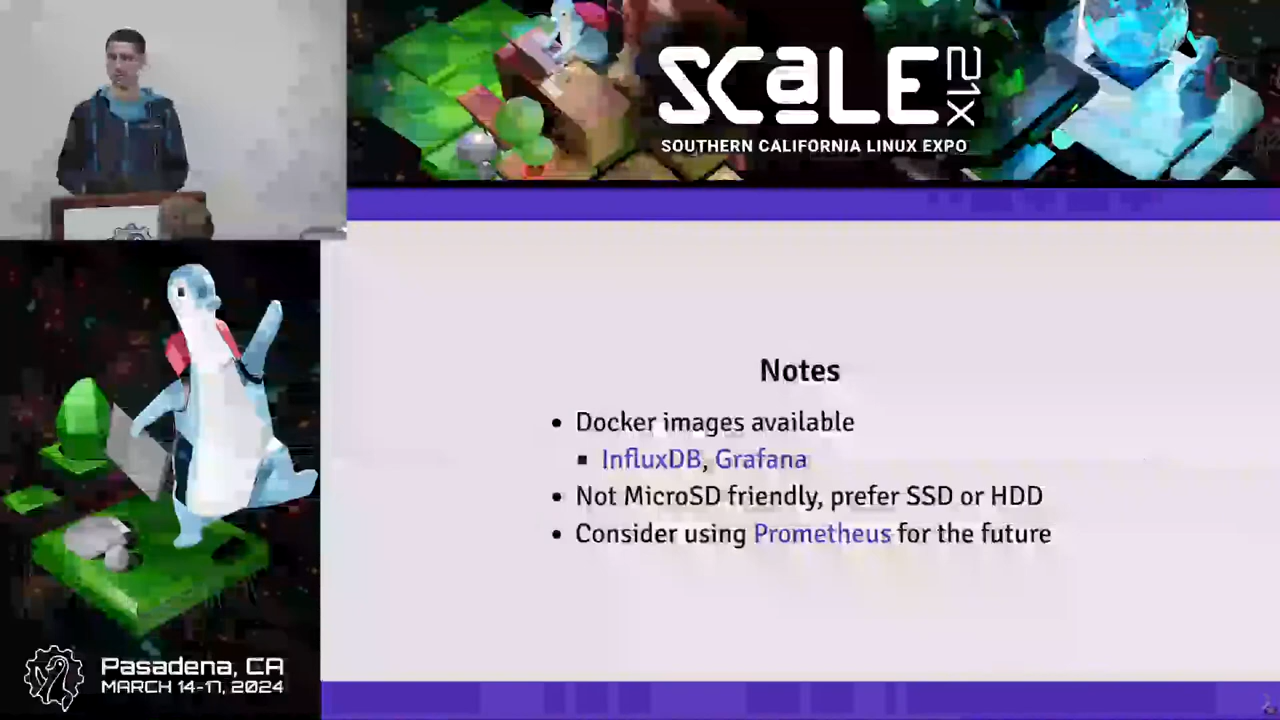 SCaLE 21X
SOUTHERN CALIFORNIA LINUX EXPO
Notes
• Docker images available
▪ InfluxDB, Grafana
• Not MicroSD friendly, prefer SSD or HDD
• Consider using Prometheus for the future
Pasadena, CA
MARCH 14-17, 2024